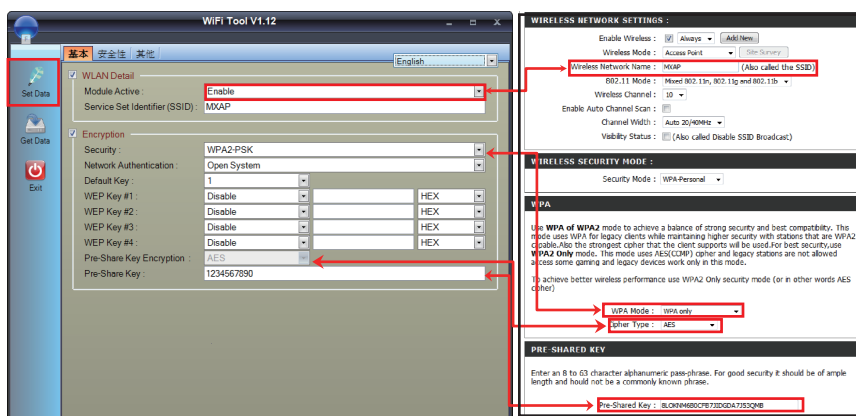 WiFi Tool V1.12
基本 安全性 其他
English
Set Data
Get Data
Exit
WLAN Detail
Module Active : Enable
Service Set Identifier (SSID) : MXAP
Encryption
Security : WPA2-PSK
Network Authentication : Open System
Default Key : 1
WEP Key #1 : Disable HEX
WEP Key #2 : Disable HEX
WEP Key #3 : Disable HEX
WEP Key #4 : Disable HEX
Pre-Share Key Encryption : AES
Pre-Share Key : 1234567890
WIRELESS NETWORK SETTINGS :
Enable Wireless : Always Add New
Wireless Mode : Access Point Site Survey
Wireless Network Name : MXAP (Also called the SSID)
802.11 Mode : Mixed 802.11n, 802.11g and 802.11b
Wireless Channel : 10
Enable Auto Channel Scan :
Channel Width : Auto 20/40MHz
Visibility Status : (Also called Disable SSID Broadcast)
WIRELESS SECURITY MODE :
Security Mode : WPA-Personal
WPA
Use WPA of WPA2 mode to achieve a balance of strong security and best compatibility. This
mode uses WPA for legacy clients while maintaining higher security with stations that are WPA2
capable.Also the strongest cipher that the client supports will be used.For best security,use
WPA2 Only mode. This mode uses AES(CCMP) cipher and legacy stations are not allowed
access some gaming and legacy devices work only in this mode.
To achieve better wireless performance use WPA2 Only security mode (or in other words AES
cipher)
WPA Mode : WPA only
Cipher Type : AES
PRE-SHARED KEY
Enter an 8 to 63 character alphanumeric pass-phrase. For good security it should be of ample
length and hould not be a commonly known phrase.
Pre-Shared Key :